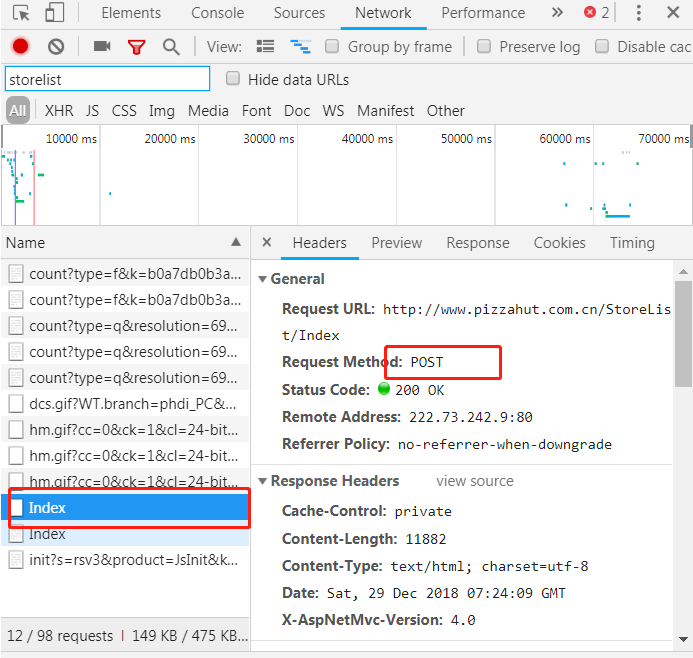 Elements Console Sources Network Performance » 2
View: Group by frame Preserve log Disable cac
storelist Hide data URLs
All XHR JS CSS Img Media Font Doc WS Manifest Other
10000 ms 20000 ms 30000 ms 40000 ms 50000 ms 60000 ms 70000 ms
Name
count?type=f&k=b0a7db0b3a...
count?type=f&k=b0a7db0b3a...
count?type=q&resolution=69...
count?type=q&resolution=69...
count?type=q&resolution=69...
dcs.gif?WT.branch=phdi_PC&...
hm.gif?cc=0&ck=1&cl=24-bit...
hm.gif?cc=0&ck=1&cl=24-bit...
hm.gif?cc=0&ck=1&cl=24-bit...
Index
Index
init?s=rsv3&product=JsInit&k...
12 / 98 requests | 149 KB / 475 KB...
× Headers Preview Response Cookies Timing
General
Request URL: http://www.pizzahut.com.cn/StoreLis
t/Index
Request Method: POST
Status Code: 200 OK
Remote Address: 222.73.242.9:80
Referrer Policy: no-referrer-when-downgrade
Response Headers view source
Cache-Control: private
Content-Length: 11882
Content-Type: text/html; charset=utf-8
Date: Sat, 29 Dec 2018 07:24:09 GMT
X-AspNetMvc-Version: 4.0